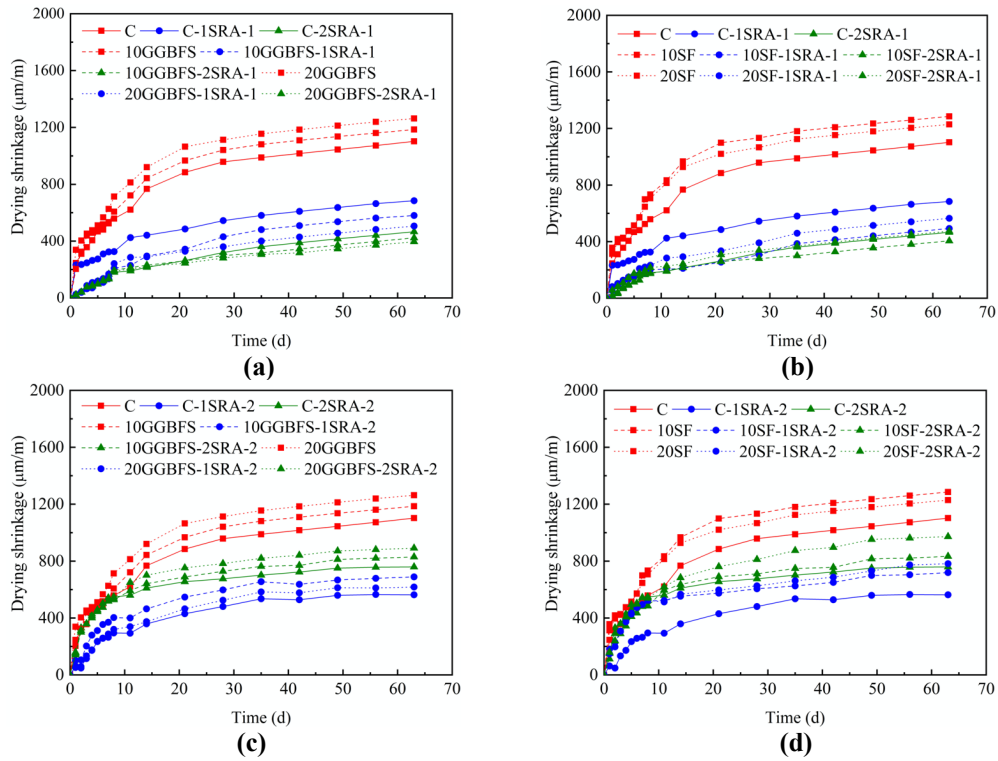 C C-1SRA-1 C-2SRA-1
10GGBFS 10GGBFS-1SRA-1
10GGBFS-2SRA-1 20GGBFS
20GGBFS-1SRA-1 20GGBFS-2SRA-1
Drying shrinkage (μm/m)
2000
1600
1200
800
400
0
0 10 20 30 40 50 60 70
Time (d)
(a)
C C-1SRA-1 C-2SRA-1
10SF 10SF-1SRA-1 10SF-2SRA-1
20SF 20SF-1SRA-1 20SF-2SRA-1
Drying shrinkage (μm/m)
2000
1600
1200
800
400
0
0 10 20 30 40 50 60 70
Time (d)
(b)
C C-1SRA-2 C-2SRA-2
10GGBFS 10GGBFS-1SRA-2
10GGBFS-2SRA-2 20GGBFS
20GGBFS-1SRA-2 20GGBFS-2SRA-2
Drying shrinkage (μm/m)
2000
1600
1200
800
400
0
0 10 20 30 40 50 60 70
Time (d)
(c)
C C-1SRA-2 C-2SRA-2
10SF 10SF-1SRA-2 10SF-2SRA-2
20SF 20SF-1SRA-2 20SF-2SRA-2
Drying shrinkage (μm/m)
2000
1600
1200
800
400
0
0 10 20 30 40 50 60 70
Time (d)
(d)